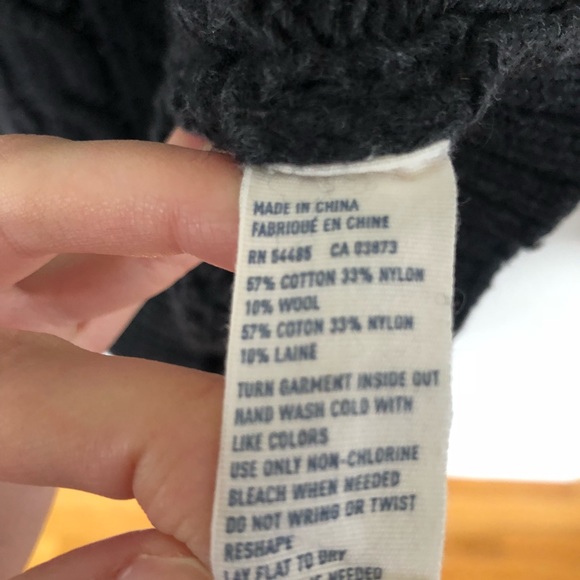 MADE IN CHINA
FABRIQUÉ EN CHINE
RN 54485 CA 03873
57% COTTON 33% NYLON
10% WOOL
57% COTON 33% NYLON
10% LAINE
TURN GARMENT INSIDE OUT
HAND WASH COLD WITH
LIKE COLORS
USE ONLY NON-CHLORINE
BLEACH WHEN NEEDED
DO NOT WRING OR TWIST
RESHAPE
LAY FLAT TO DRY
NEEDED